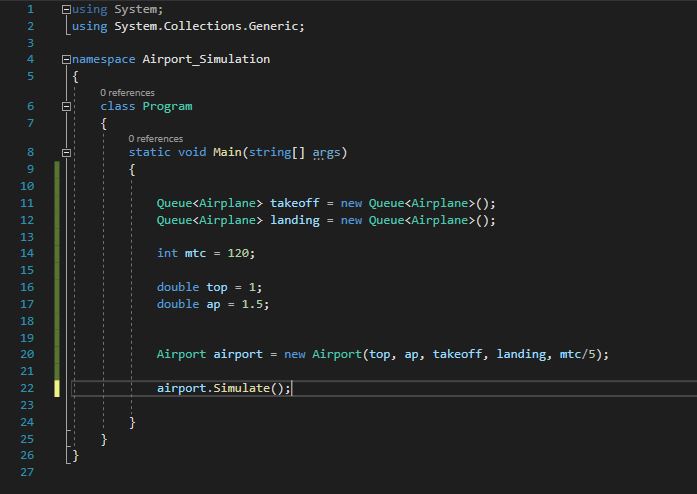 1 using System;
2 using System.Collections.Generic;
3
4 namespace Airport_Simulation
5 {
0 references
6 class Program
7 {
0 references
8 static void Main(string[] args)
9 {
10
11 Queue<Airplane> takeoff = new Queue<Airplane>();
12 Queue<Airplane> landing = new Queue<Airplane>();
13
14 int mtc = 120;
15
16 double top = 1;
17 double ap = 1.5;
18
19
20 Airport airport = new Airport(top, ap, takeoff, landing, mtc/5);
21
22 airport.Simulate();
23
24 }
25 }
26 }
27